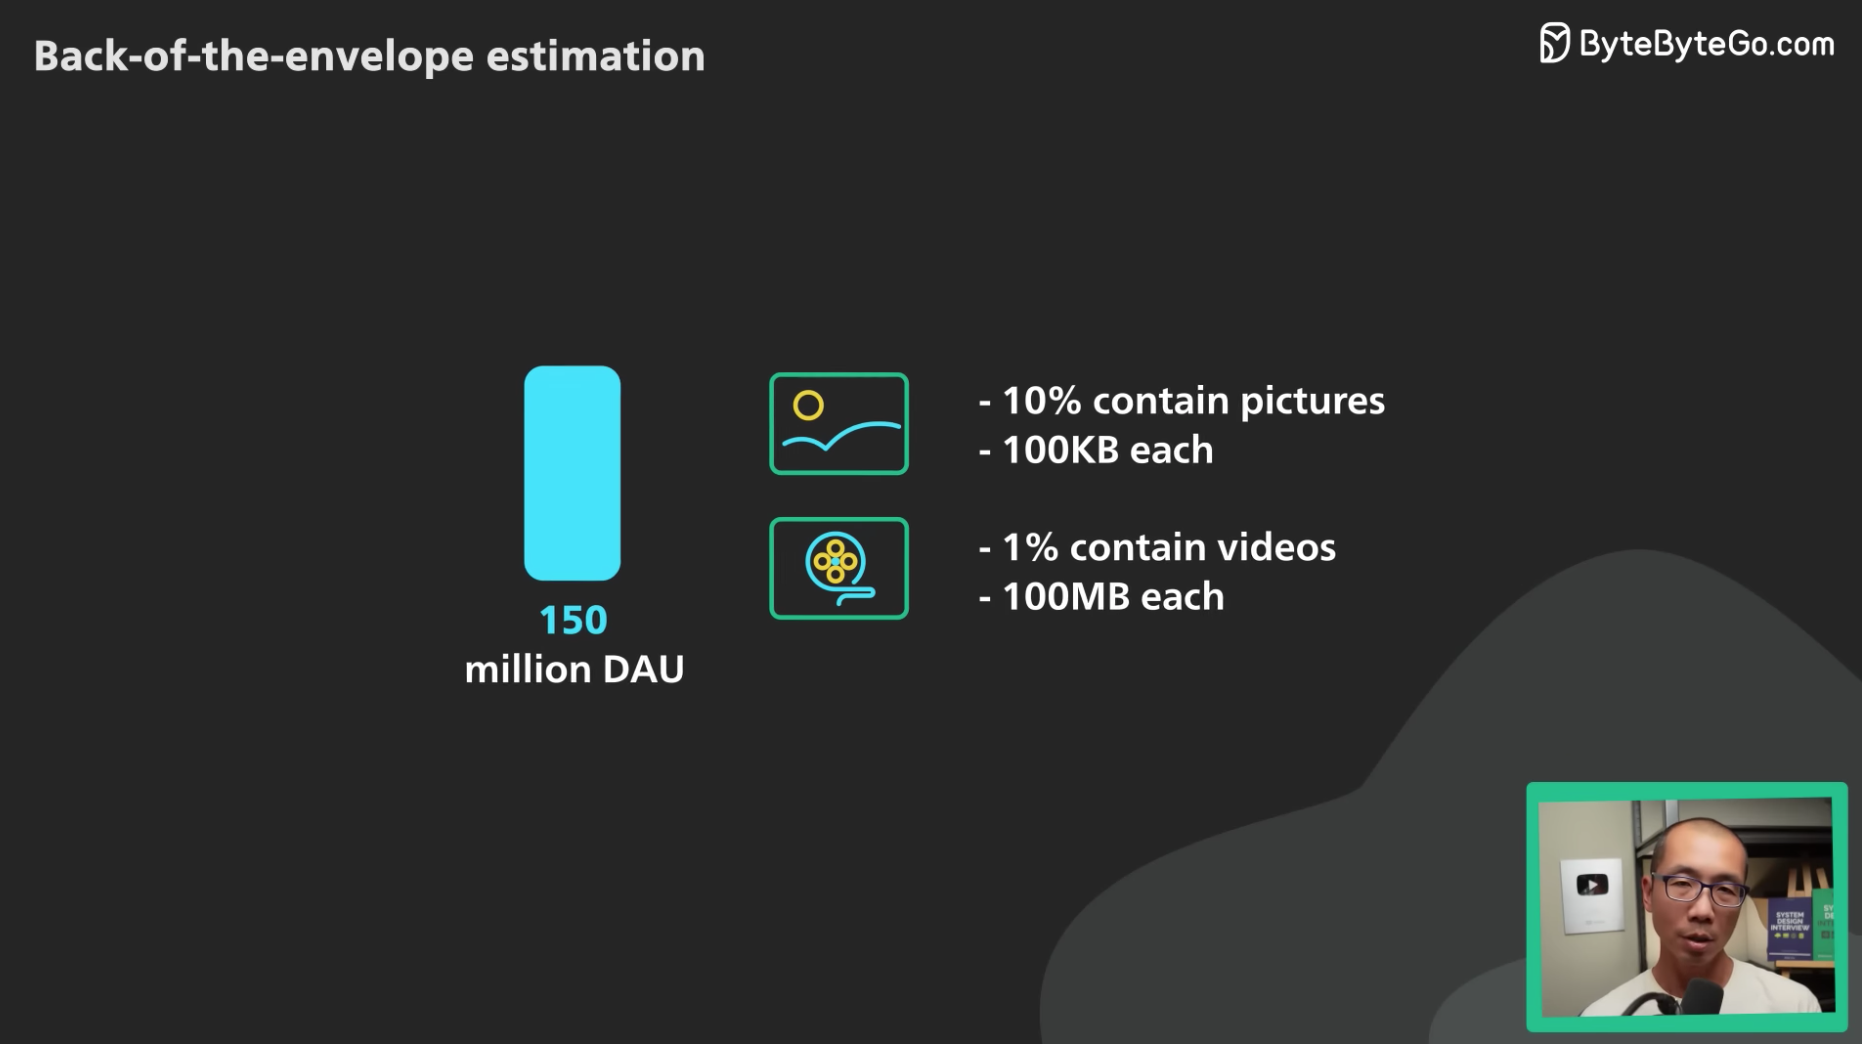 Back-of-the-envelope estimation
ByteByteGo.com
- 10% contain pictures
- 100KB each
- 1% contain videos
- 100MB each
150
million DAU
SYSTEM
DESIGN
INTERVIEW